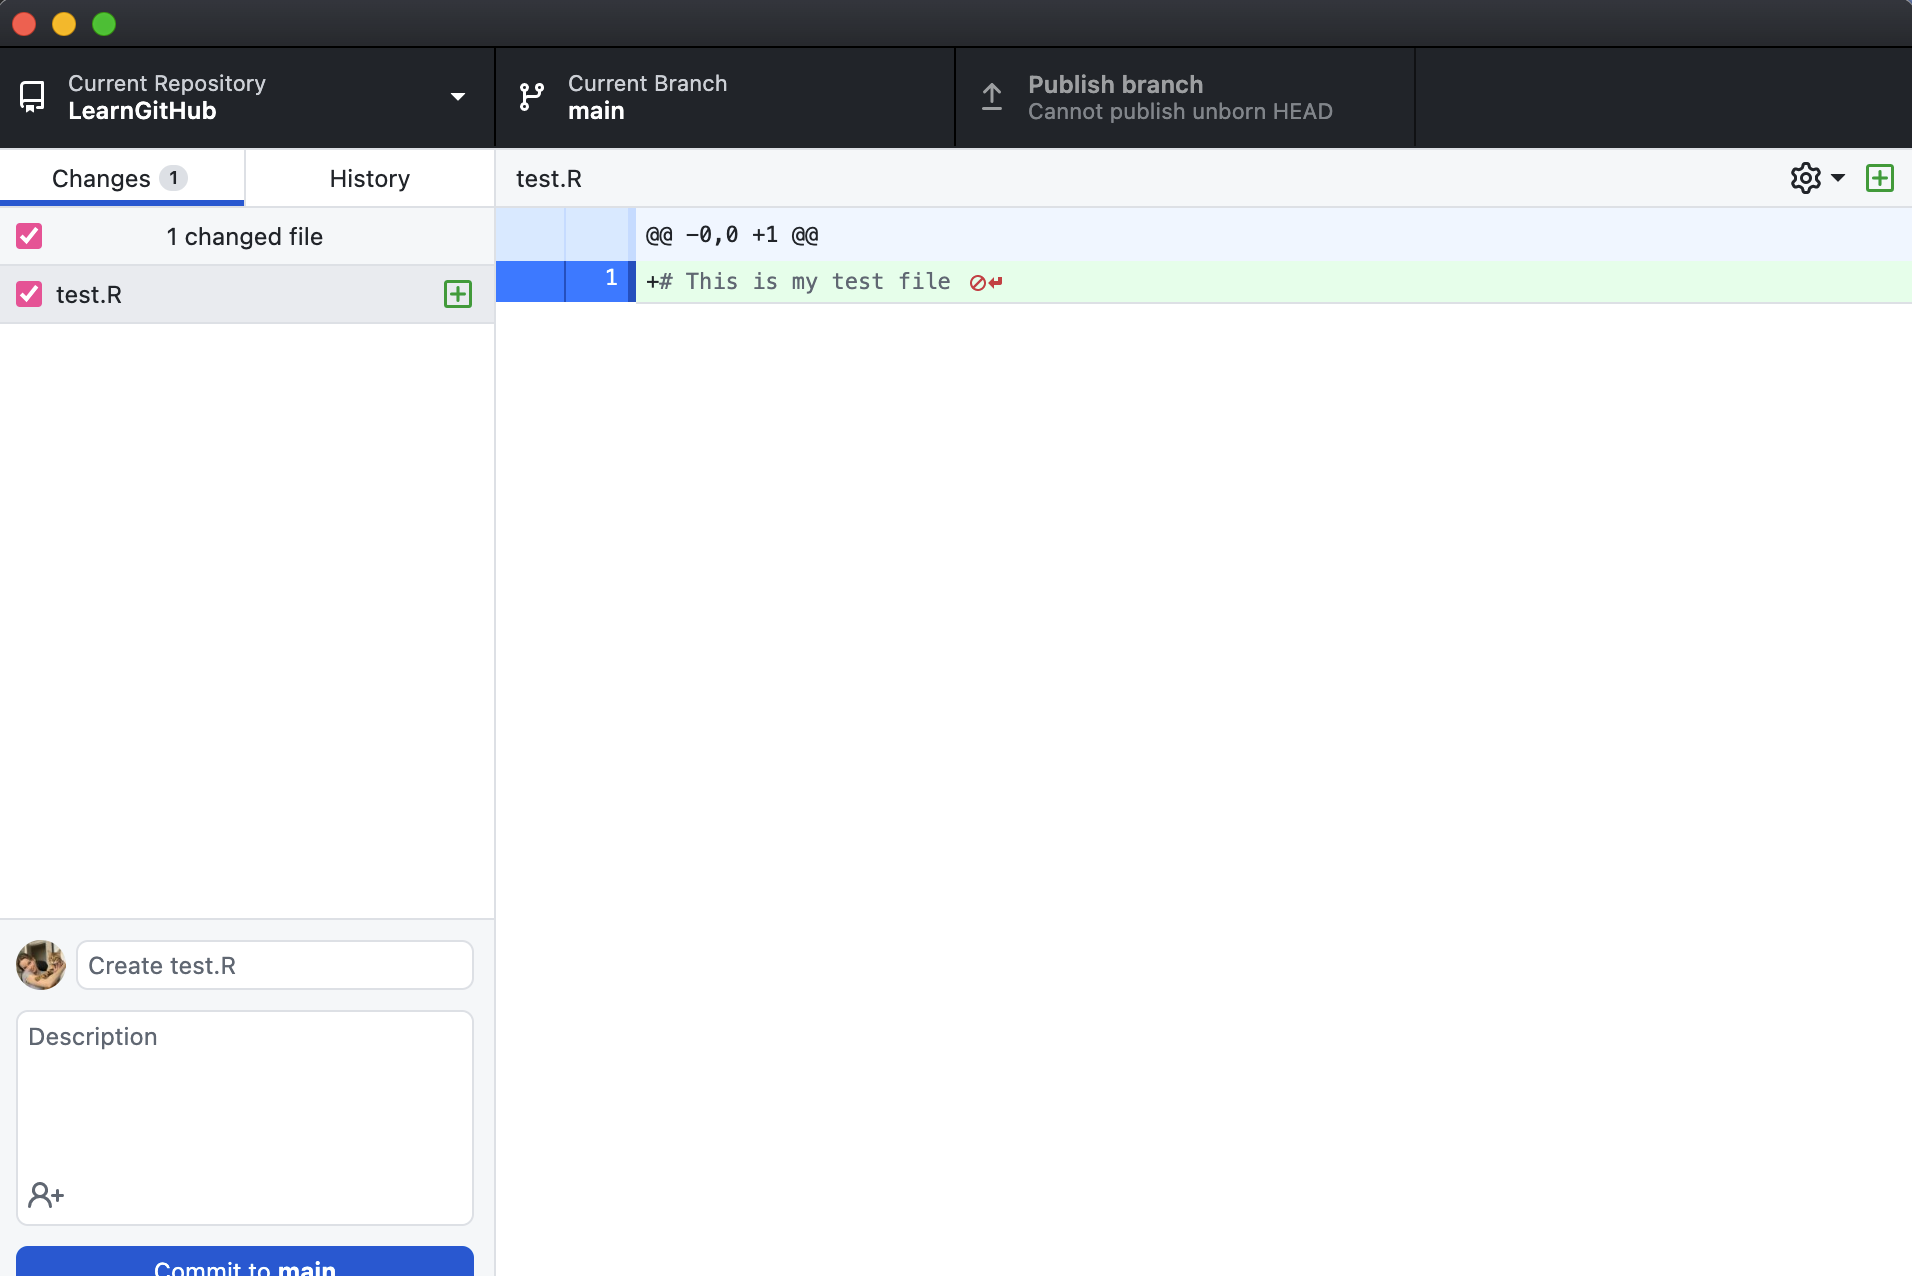 Current Repository
LearnGitHub
Current Branch
main
Publish branch
Cannot publish unborn HEAD
Changes 1
History
test.R
1 changed file
test.R
@@ -0,0 +1 @@
1 +# This is my test file
Create test.R
Description
Commit to main